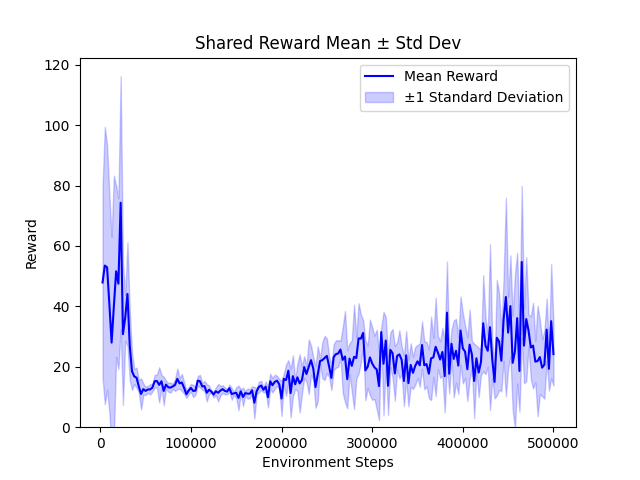 Shared Reward Mean ± Std Dev
Mean Reward
±1 Standard Deviation
Reward
120
100
80
60
40
20
0
0 100000 200000 300000 400000 500000
Environment Steps